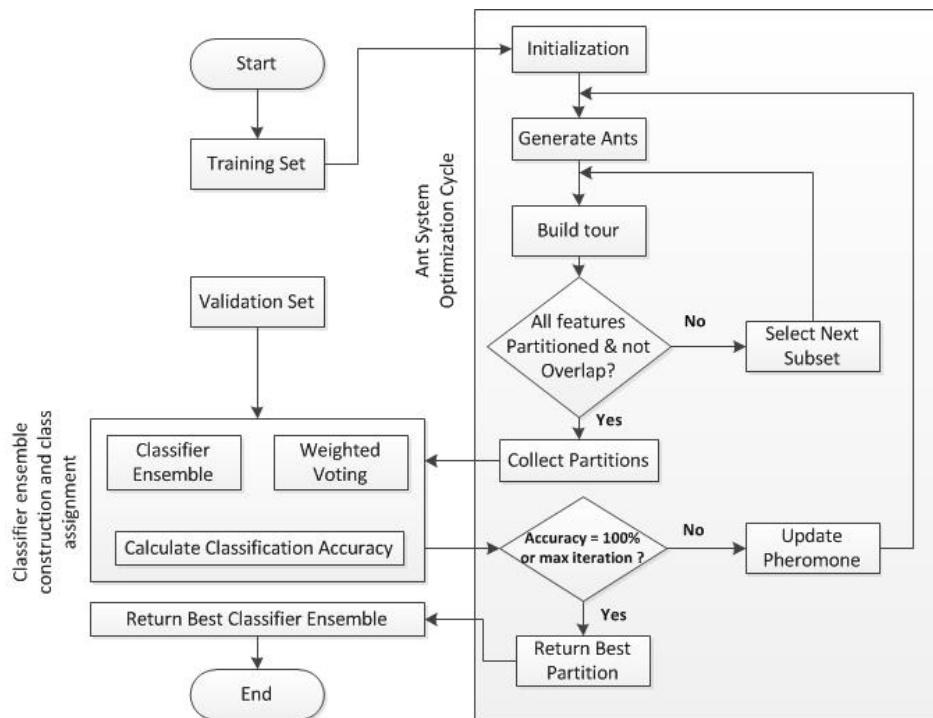 Start
Training Set
Initialization
Generate Ants
Build tour
Ant System
Optimization Cycle
Validation Set
All features
Partitioned & not
Overlap?
No
Select Next
Subset
Yes
Collect Partitions
Classifier ensemble
construction and class
assignment
Classifier
Ensemble
Weighted
Voting
Calculate Classification Accuracy
Accuracy = 100%
or max iteration ?
No
Update
Pheromone
Yes
Return Best
Partition
Return Best Classifier Ensemble
End